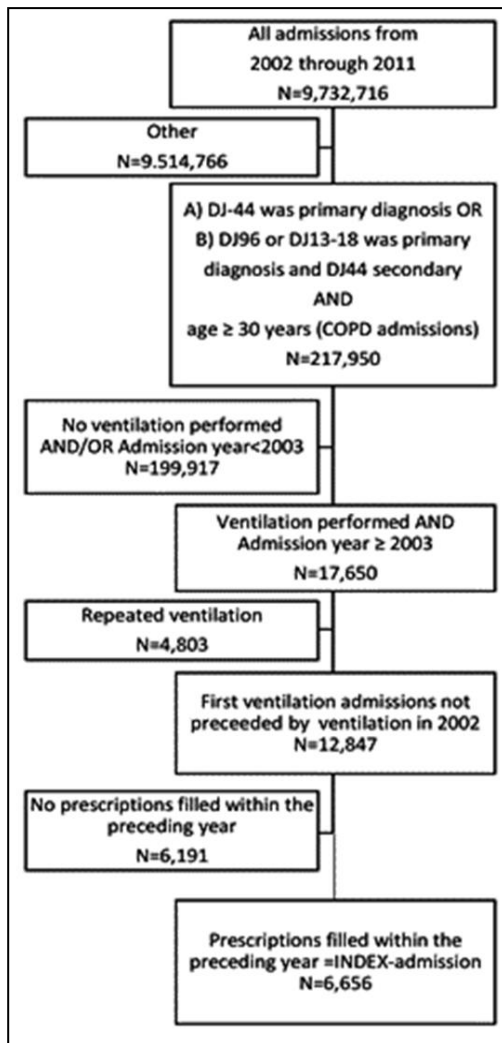 All admissions from
2002 through 2011
N=9,732,716
Other
N=9.514,766
A) DJ-44 was primary diagnosis OR
B) DJ96 or DJ13-18 was primary
diagnosis and DJ44 secondary
AND
age ≥ 30 years (COPD admissions)
N=217,950
No ventilation performed
AND/OR Admission year<2003
N=199,917
Ventilation performed AND
Admission year ≥ 2003
N=17,650
Repeated ventilation
N=4,803
First ventilation admissions not
preceeded by ventilation in 2002
N=12,847
No prescriptions filled within the
preceding year
N=6,191
Prescriptions filled within the
preceding year =INDEX-admission
N=6,656